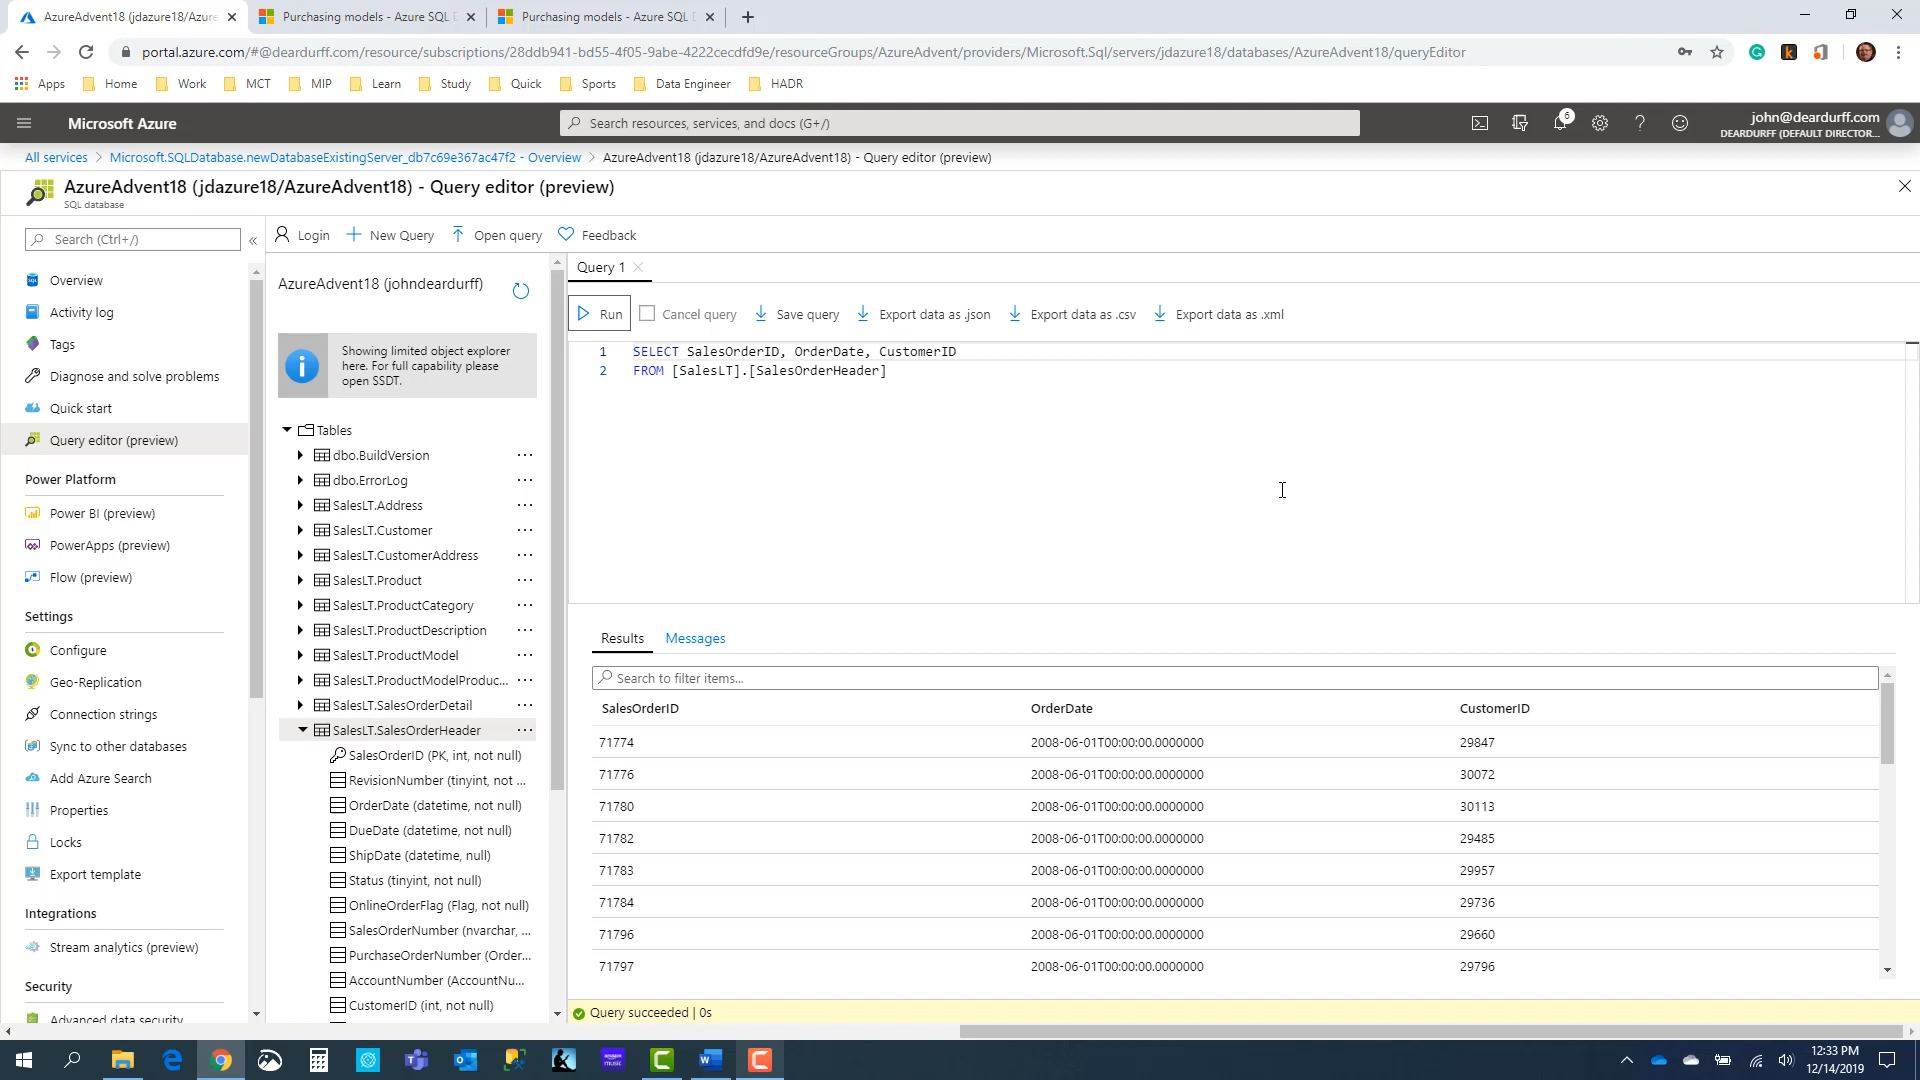 AzureAdvent18 (jdazure18/Azure
Purchasing models - Azure SQL D
Purchasing models - Azure SQL D
portal.azure.com/#@deardurff.com/resource/subscriptions/28ddb941-bd55-4f05-9abe-4222cecdfd9e/resourceGroups/AzureAdvent/providers/Microsoft.Sql/servers/jdazure18/databases/AzureAdvent18/queryEditor
Apps Home Work MCT MIP Learn Study Quick Sports Data Engineer HADR
Microsoft Azure
Search resources, services, and docs (G+/)
6
john@deardurff.com
DEARDURFF (DEFAULT DIRECTOR...
All services > Microsoft.SQLDatabase.newDatabaseExistingServer_db7c69e367ac47f2 - Overview > AzureAdvent18 (jdazure18/AzureAdvent18) - Query editor (preview)
AzureAdvent18 (jdazure18/AzureAdvent18) - Query editor (preview)
SQL database
Search (Ctrl+/)
«
Overview
Activity log
Tags
Diagnose and solve problems
Quick start
Query editor (preview)
Power Platform
Power BI (preview)
PowerApps (preview)
Flow (preview)
Settings
Configure
Geo-Replication
Connection strings
Sync to other databases
Add Azure Search
Properties
Locks
Export template
Integrations
Stream analytics (preview)
Security
Advanced data security
Login New Query Open query Feedback
AzureAdvent18 (johndeardurff)
Showing limited object explorer
here. For full capability please
open SSDT.
Tables
dbo.BuildVersion ...
dbo.ErrorLog ...
SalesLT.Address ...
SalesLT.Customer ...
SalesLT.CustomerAddress ...
SalesLT.Product ...
SalesLT.ProductCategory ...
SalesLT.ProductDescription ...
SalesLT.ProductModel ...
SalesLT.ProductModelProduc... ...
SalesLT.SalesOrderDetail ...
SalesLT.SalesOrderHeader ...
SalesOrderID (PK, int, not null)
RevisionNumber (tinyint, not ...
OrderDate (datetime, not null)
DueDate (datetime, not null)
ShipDate (datetime, null)
Status (tinyint, not null)
OnlineOrderFlag (Flag, not null)
SalesOrderNumber (nvarchar, ...
PurchaseOrderNumber (Order...
AccountNumber (AccountNu...
CustomerID (int, not null)
Query 1
Run Cancel query Save query Export data as .json Export data as .csv Export data as .xml
1 SELECT SalesOrderID, OrderDate, CustomerID
2 FROM [SalesLT].[SalesOrderHeader]
Results Messages
Search to filter items...
SalesOrderID OrderDate CustomerID
71774 2008-06-01T00:00:00.0000000 29847
71776 2008-06-01T00:00:00.0000000 30072
71780 2008-06-01T00:00:00.0000000 30113
71782 2008-06-01T00:00:00.0000000 29485
71783 2008-06-01T00:00:00.0000000 29957
71784 2008-06-01T00:00:00.0000000 29736
71796 2008-06-01T00:00:00.0000000 29660
71797 2008-06-01T00:00:00.0000000 29796
Query succeeded | 0s
12:33 PM
12/14/2019